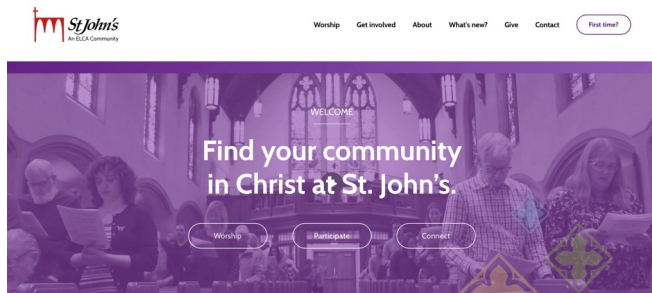 St John's
An ELCA Community
Worship
Get involved
About
What's new?
Give
Contact
First time?
WELCOME
Find your community
in Christ at St. John's.
Worship
Participate
Connect